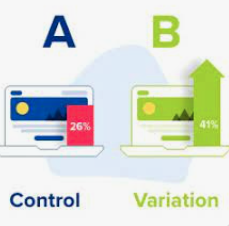 A B
26% 41%
Control Variation